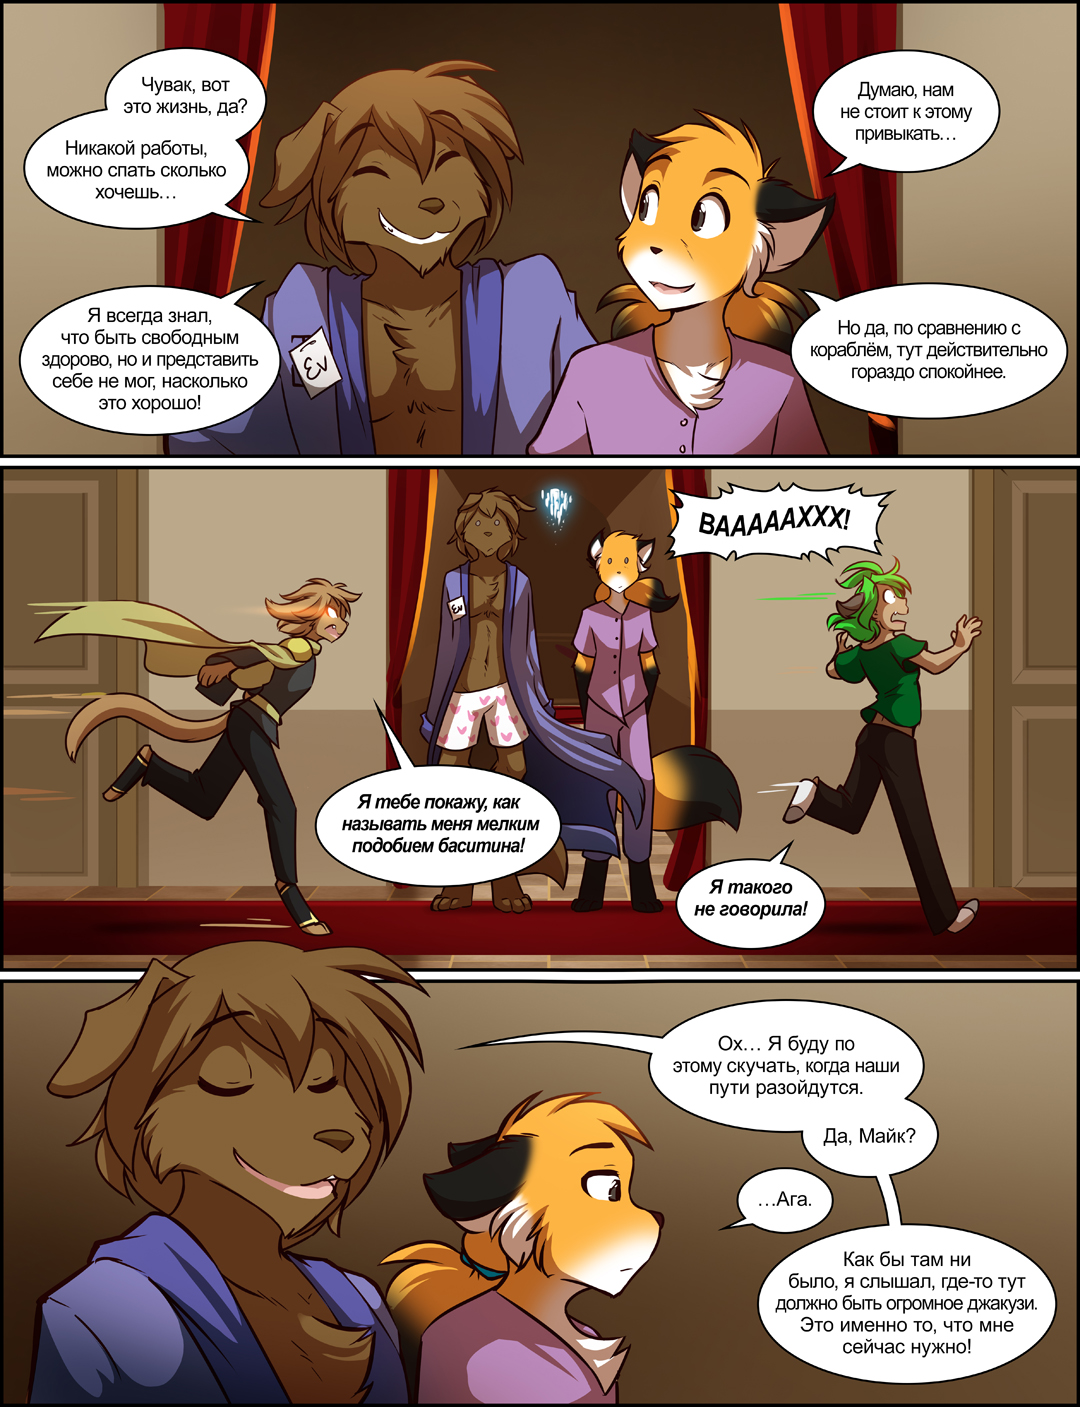 Чувак, вот
это жизнь, да?
Никакой работы,
можно спать сколько
хочешь...
Думаю, нам
не стоит к этому
привыкать...
Я всегда знал,
что быть свободным
здорово, но и представить
себе не мог, насколько
это хорошо!
Но да, по сравнению с
кораблём, тут действительно
гораздо спокойнее.
ВАААААХХХ!
Я тебе покажу, как
называть меня мелким
подобием баситина!
Я такого
не говорила!
Ох... Я буду по
этому скучать, когда наши
пути разойдутся.
Да, Майк?
...Ага.
Как бы там ни
было, я слышал, где-то тут
должно быть огромное джакузи.
Это именно то, что мне
сейчас нужно!